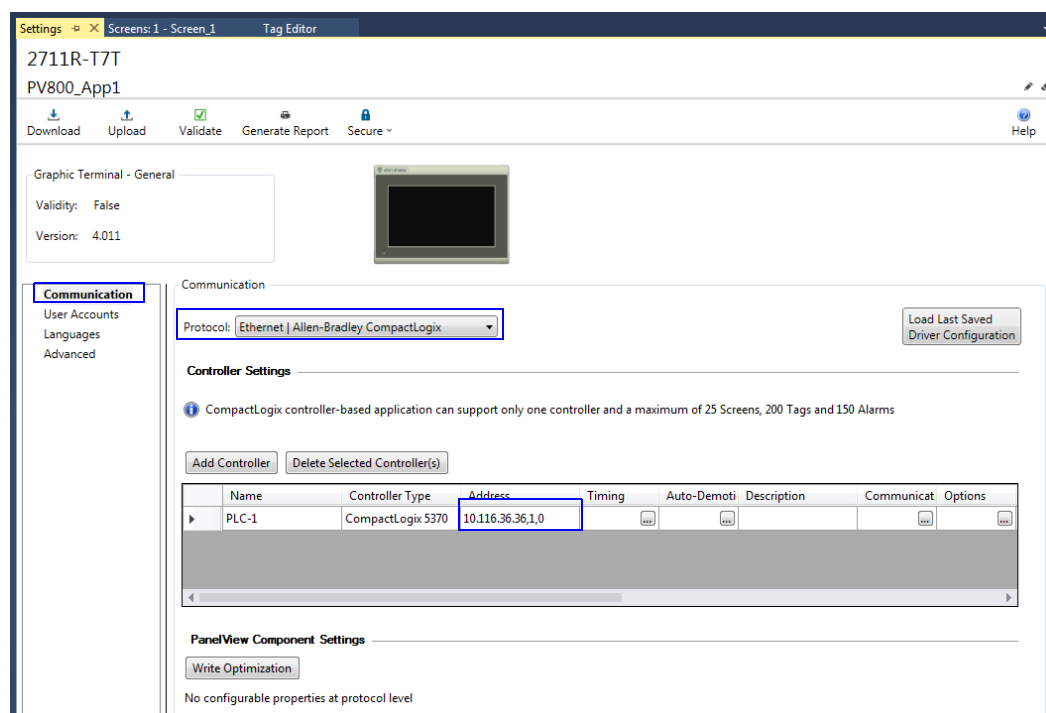 Settings Screens: 1 - Screen_1 Tag Editor
2711R-T7T
PV800_App1
Download Upload Validate Generate Report Secure Help
Graphic Terminal - General
Validity: False
Version: 4.011
Communication
User Accounts
Languages
Advanced
Communication
Protocol: Ethernet | Allen-Bradley CompactLogix
Load Last Saved
Driver Configuration
Controller Settings
CompactLogix controller-based application can support only one controller and a maximum of 25 Screens, 200 Tags and 150 Alarms
Add Controller Delete Selected Controller(s)
Name Controller Type Address Timing Auto-Demoti Description Communicat Options
PLC-1 CompactLogix 5370 10.116.36.36,1,0 ... ... ... ...
PanelView Component Settings
Write Optimization
No configurable properties at protocol level